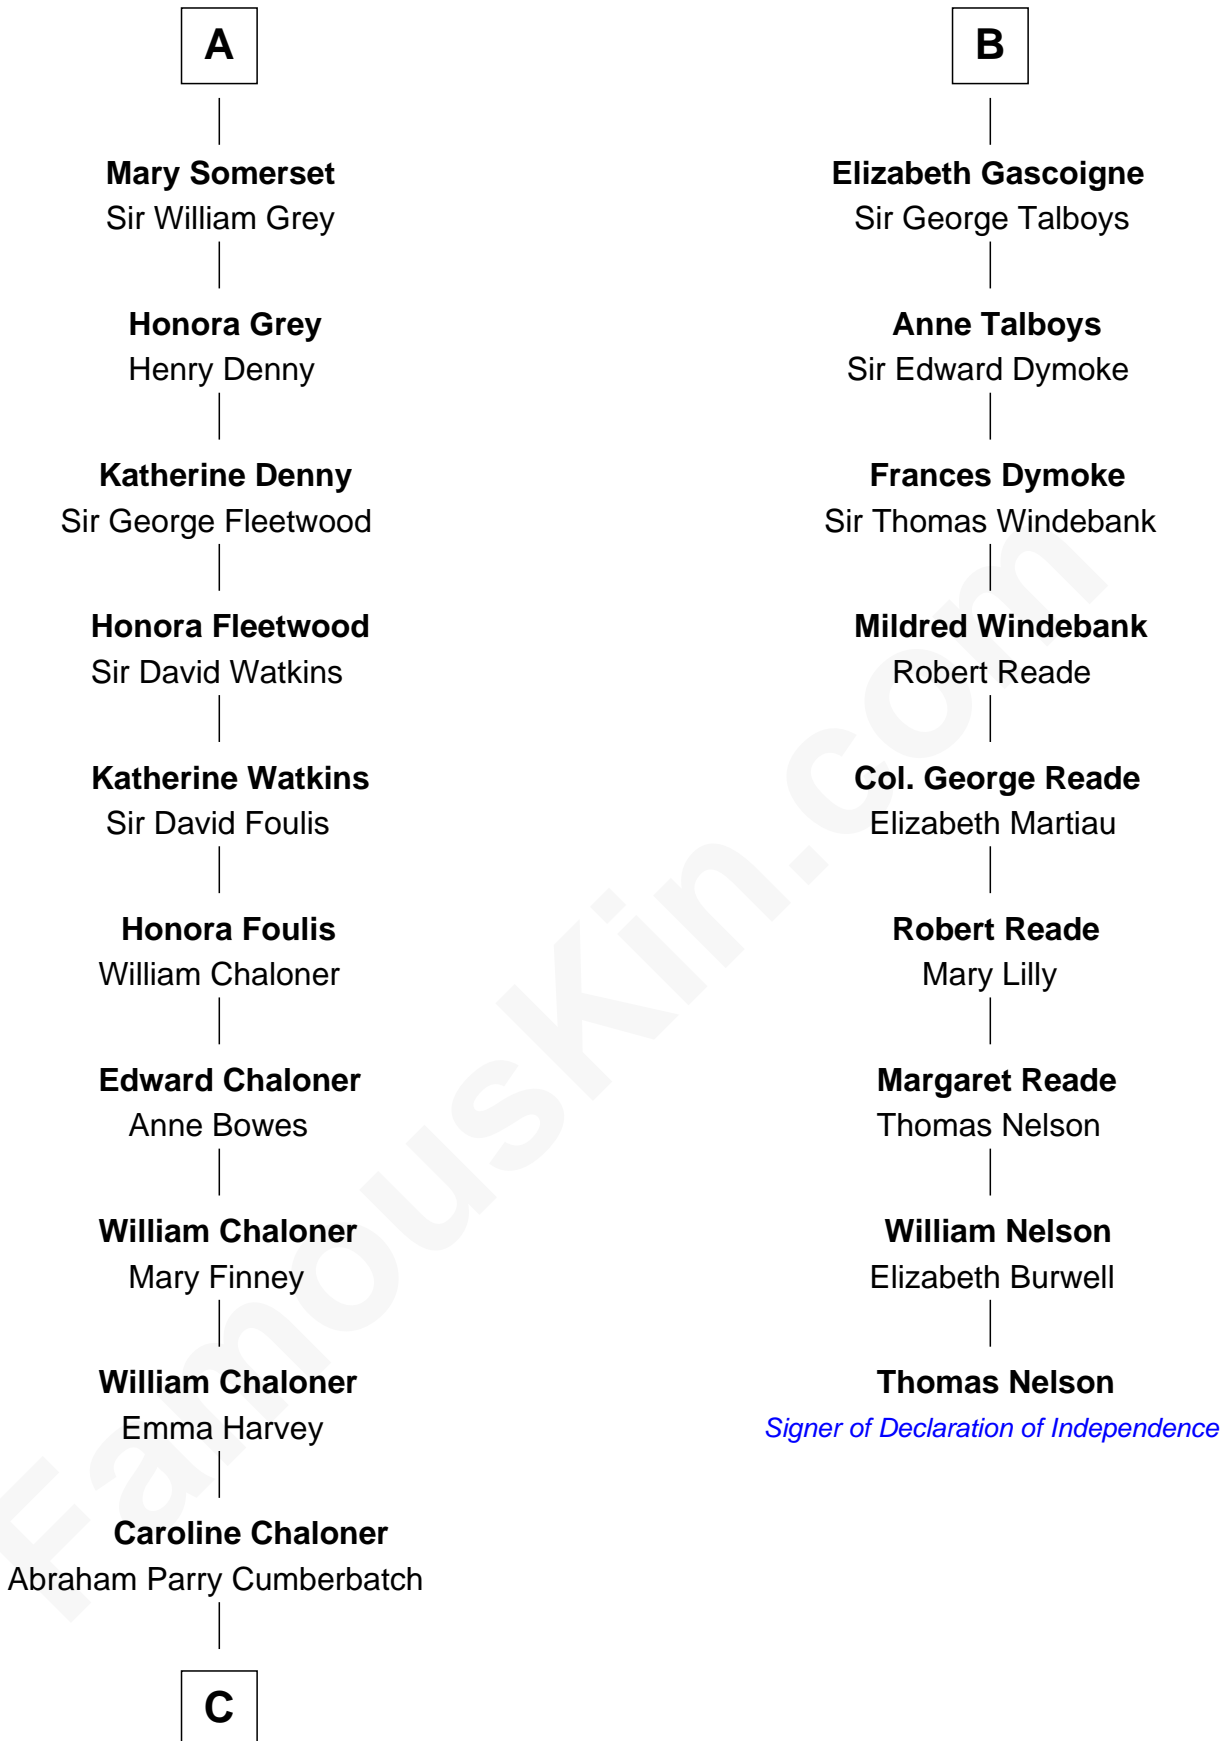 A
Mary Somerset
Sir William Grey
Honora Grey
Henry Denny
Katherine Denny
Sir George Fleetwood
Honora Fleetwood
Sir David Watkins
Katherine Watkins
Sir David Foulis
Honora Foulis
William Chaloner
Edward Chaloner
Anne Bowes
William Chaloner
Mary Finney
William Chaloner
Emma Harvey
Caroline Chaloner
Abraham Parry Cumberbatch
C
B
Elizabeth Gascoigne
Sir George Talboys
Anne Talboys
Sir Edward Dymoke
Frances Dymoke
Sir Thomas Windebank
Mildred Windebank
Robert Reade
Col. George Reade
Elizabeth Martiau
Robert Reade
Mary Lilly
Margaret Reade
Thomas Nelson
William Nelson
Elizabeth Burwell
Thomas Nelson
Signer of Declaration of Independence
FamousKin.com